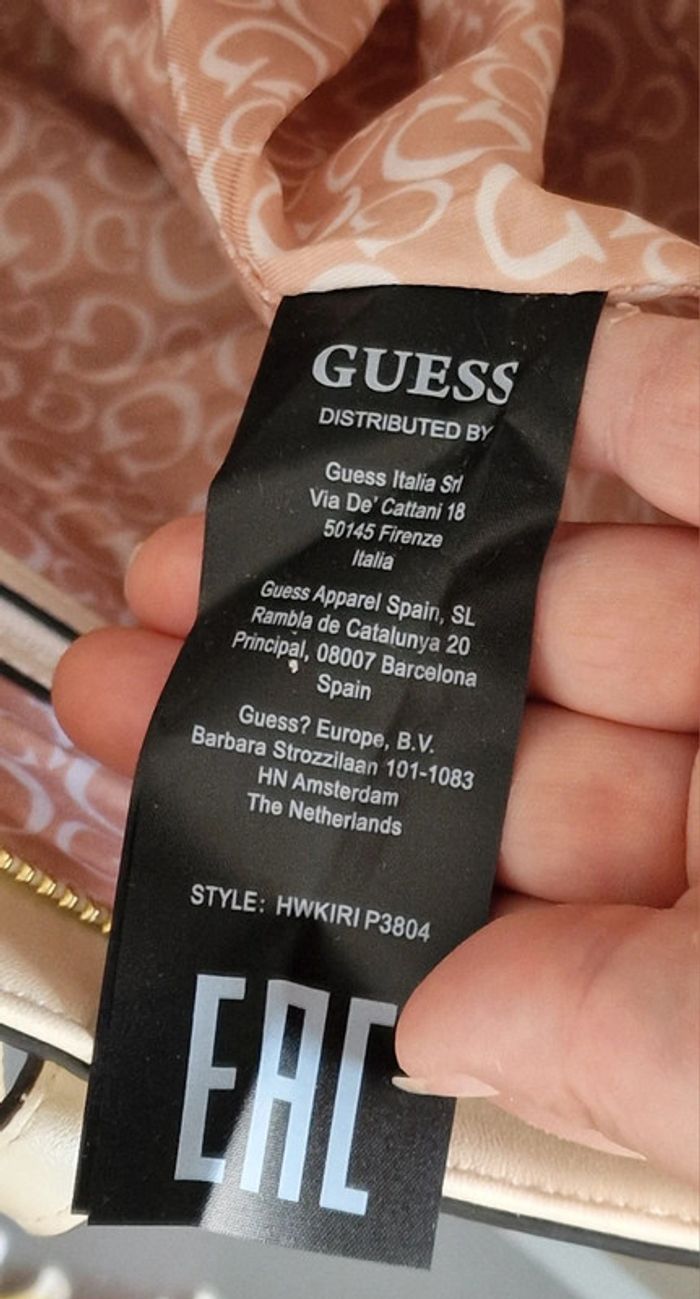 GUESS
DISTRIBUTED BY
Guess Italia Srl
Via De' Cattani 18
50145 Firenze
Italia
Guess Apparel Spain, SL
Rambla de Catalunya 20
Principal, 08007 Barcelona
Spain
Guess? Europe, B.V.
Barbara Strozzilaan 101-1083
HN Amsterdam
The Netherlands
STYLE: HWKIRI P3804
EAC